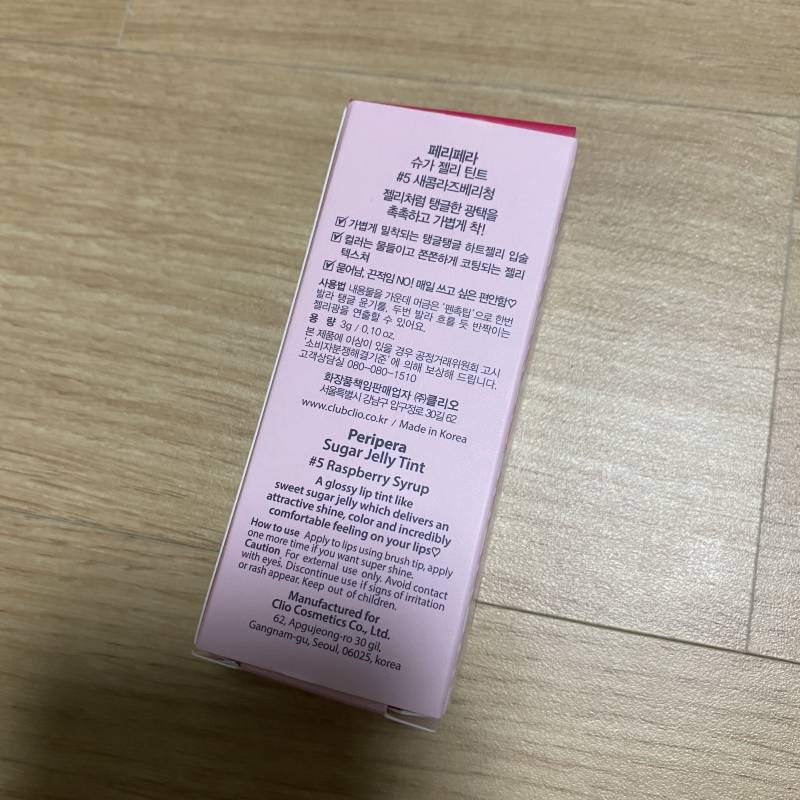 페리페라
슈가 젤리 틴트
#5 새콤라즈베리청
젤리처럼 탱글한 광택을
촉촉하고 가볍게 착!
가볍게 밀착되는 탱글탱글 하트젤리 입술
컬러는 물들이고 쫀쫀하게 코팅되는 젤리
텍스쳐
묻어남, 끈적임 NO! 매일 쓰고 싶은 편안함♡
사용법 내용물을 가운데 머금은 '펜촉팁'으로 한번
발라 탱글 윤기를, 두번 발라 흐를 듯 반짝이는
젤리광을 연출할 수 있어요.
용 량 3g / 0.10 oz.
본 제품에 이상이 있을 경우 공정거래위원회 고시
'소비자분쟁해결기준'에 의해 보상해 드립니다.
고객상담실 080-080-1510
화장품책임판매업자 ㈜클리오
서울특별시 강남구 압구정로 30길 62
www.clubclio.co.kr / Made in Korea
Peripera
Sugar Jelly Tint
#5 Raspberry Syrup
A glossy lip tint like
sweet sugar jelly which delivers an
attractive shine, color and incredibly
comfortable feeling on your lips♡
How to use Apply to lips using brush tip, apply
one more time if you want super shine.
Caution For external use only. Avoid contact
with eyes. Discontinue use if signs of irritation
or rash appear. Keep out of children.
Manufactured for
Clio Cosmetics Co., Ltd.
62, Apgujeong-ro 30 gil,
Gangnam-gu, Seoul, 06025, korea